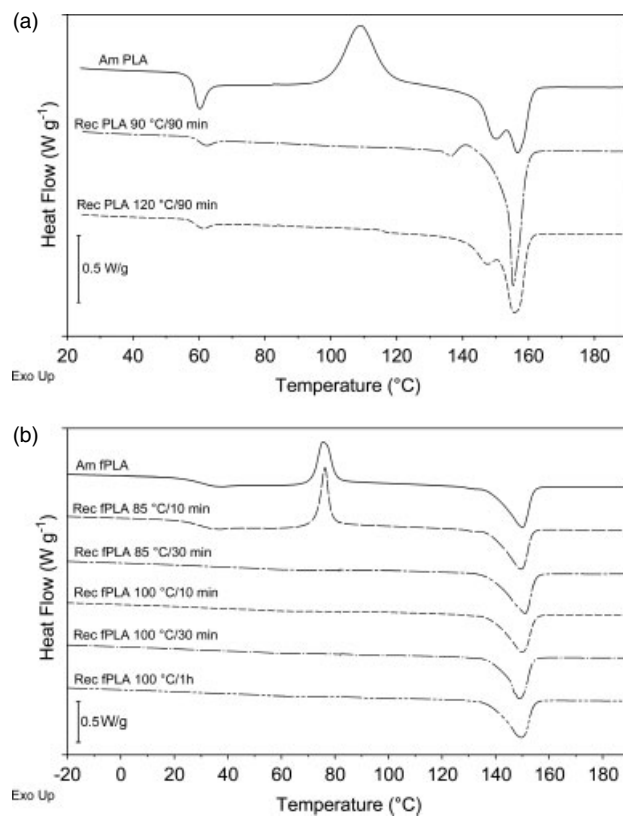 (a)
Am PLA
Rec PLA 90 °C/90 min
Rec PLA 120 °C/90 min
0.5 W/g
Heat Flow (W g⁻¹)
20 40 60 80 100 120 140 160 180
Exo Up
Temperature (°C)
(b)
Am fPLA
Rec fPLA 85 °C/10 min
Rec fPLA 85 °C/30 min
Rec fPLA 100 °C/10 min
Rec fPLA 100 °C/30 min
Rec fPLA 100 °C/1h
0.5W/g
Heat Flow (W g⁻¹)
-20 0 20 40 60 80 100 120 140 160 180
Exo Up
Temperature (°C)